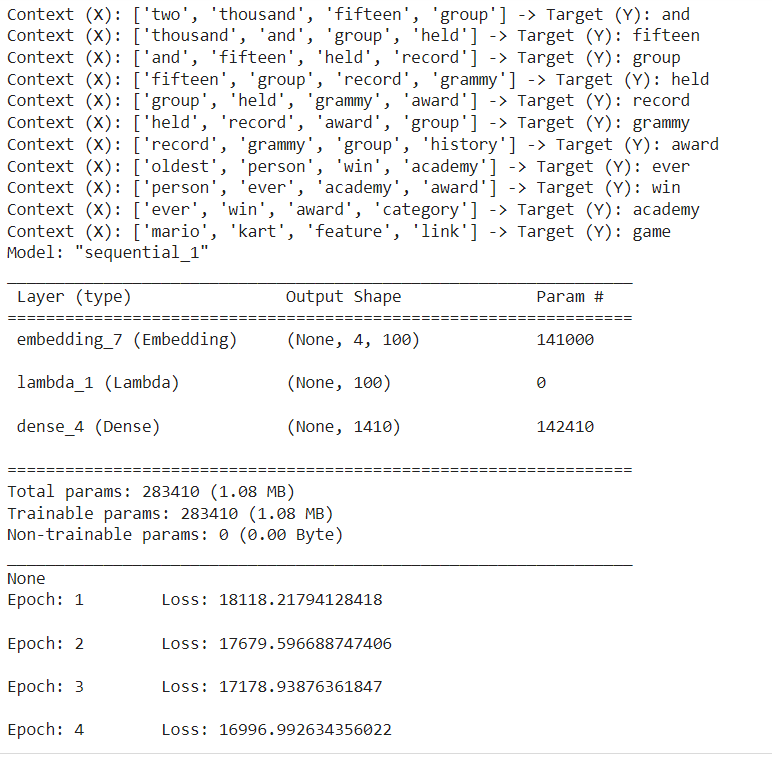 Context (X): ['two', 'thousand', 'fifteen', 'group'] -> Target (Y): and
Context (X): ['thousand', 'and', 'group', 'held'] -> Target (Y): fifteen
Context (X): ['and', 'fifteen', 'held', 'record'] -> Target (Y): group
Context (X): ['fifteen', 'group', 'record', 'grammy'] -> Target (Y): held
Context (X): ['group', 'held', 'grammy', 'award'] -> Target (Y): record
Context (X): ['held', 'record', 'award', 'group'] -> Target (Y): grammy
Context (X): ['record', 'grammy', 'group', 'history'] -> Target (Y): award
Context (X): ['oldest', 'person', 'win', 'academy'] -> Target (Y): ever
Context (X): ['person', 'ever', 'academy', 'award'] -> Target (Y): win
Context (X): ['ever', 'win', 'award', 'category'] -> Target (Y): academy
Context (X): ['mario', 'kart', 'feature', 'link'] -> Target (Y): game
Model: "sequential_1"
_________________________________________________________________
Layer (type) Output Shape Param #
=================================================================
embedding_7 (Embedding) (None, 4, 100) 141000
lambda_1 (Lambda) (None, 100) 0
dense_4 (Dense) (None, 1410) 142410
=================================================================
Total params: 283410 (1.08 MB)
Trainable params: 283410 (1.08 MB)
Non-trainable params: 0 (0.00 Byte)
_________________________________________________________________
None
Epoch: 1 Loss: 18118.21794128418
Epoch: 2 Loss: 17679.596688747406
Epoch: 3 Loss: 17178.93876361847
Epoch: 4 Loss: 16996.992634356022